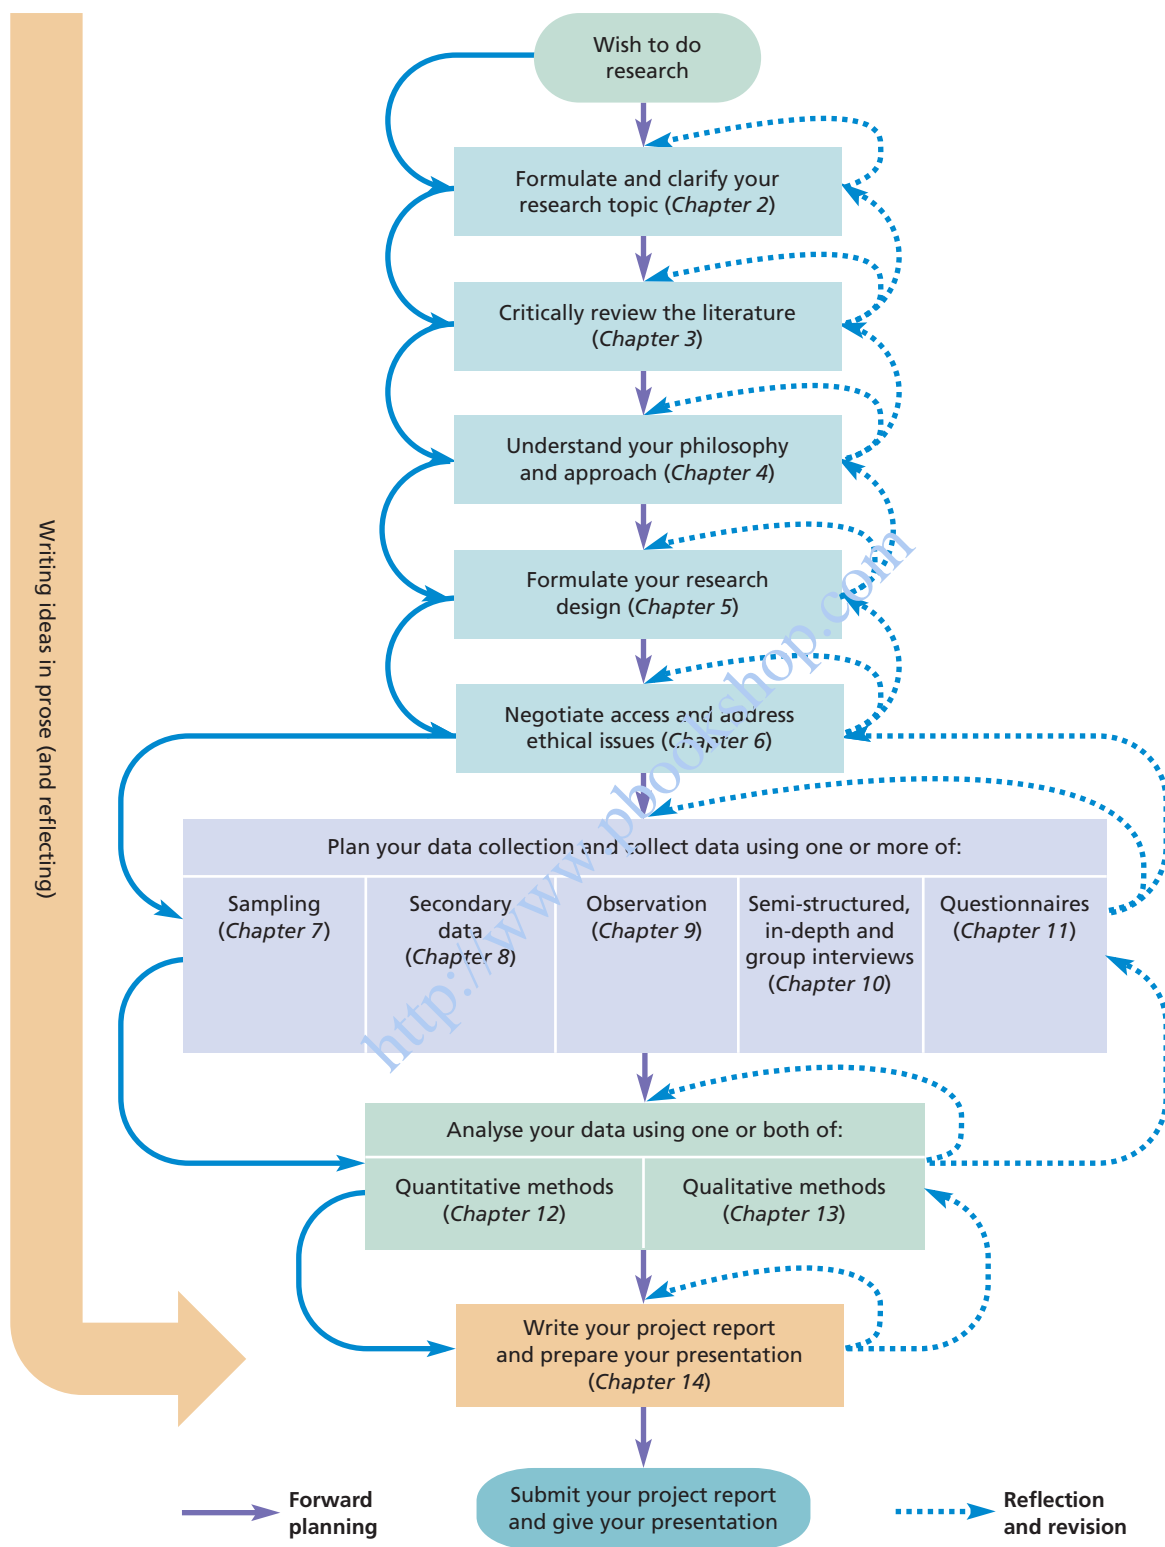 Wish to do
research
Formulate and clarify your
research topic (Chapter 2)
Critically review the literature
(Chapter 3)
Understand your philosophy
and approach (Chapter 4)
Formulate your research
design (Chapter 5)
Negotiate access and address
ethical issues (Chapter 6)
Plan your data collection and collect data using one or more of:
Sampling
(Chapter 7)
Secondary
data
(Chapter 8)
Observation
(Chapter 9)
Semi-structured,
in-depth and
group interviews
(Chapter 10)
Questionnaires
(Chapter 11)
Analyse your data using one or both of:
Quantitative methods
(Chapter 12)
Qualitative methods
(Chapter 13)
Write your project report
and prepare your presentation
(Chapter 14)
Submit your project report
and give your presentation
Writing ideas in prose (and reflecting)
Forward
planning
Reflection
and revision
http://www.pbookshop.com